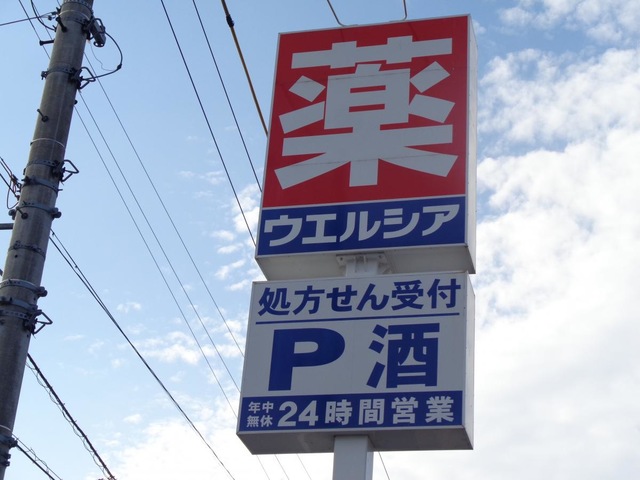 薬
ウエルシア
処方せん受付
P 酒
年中無休 24時間営業